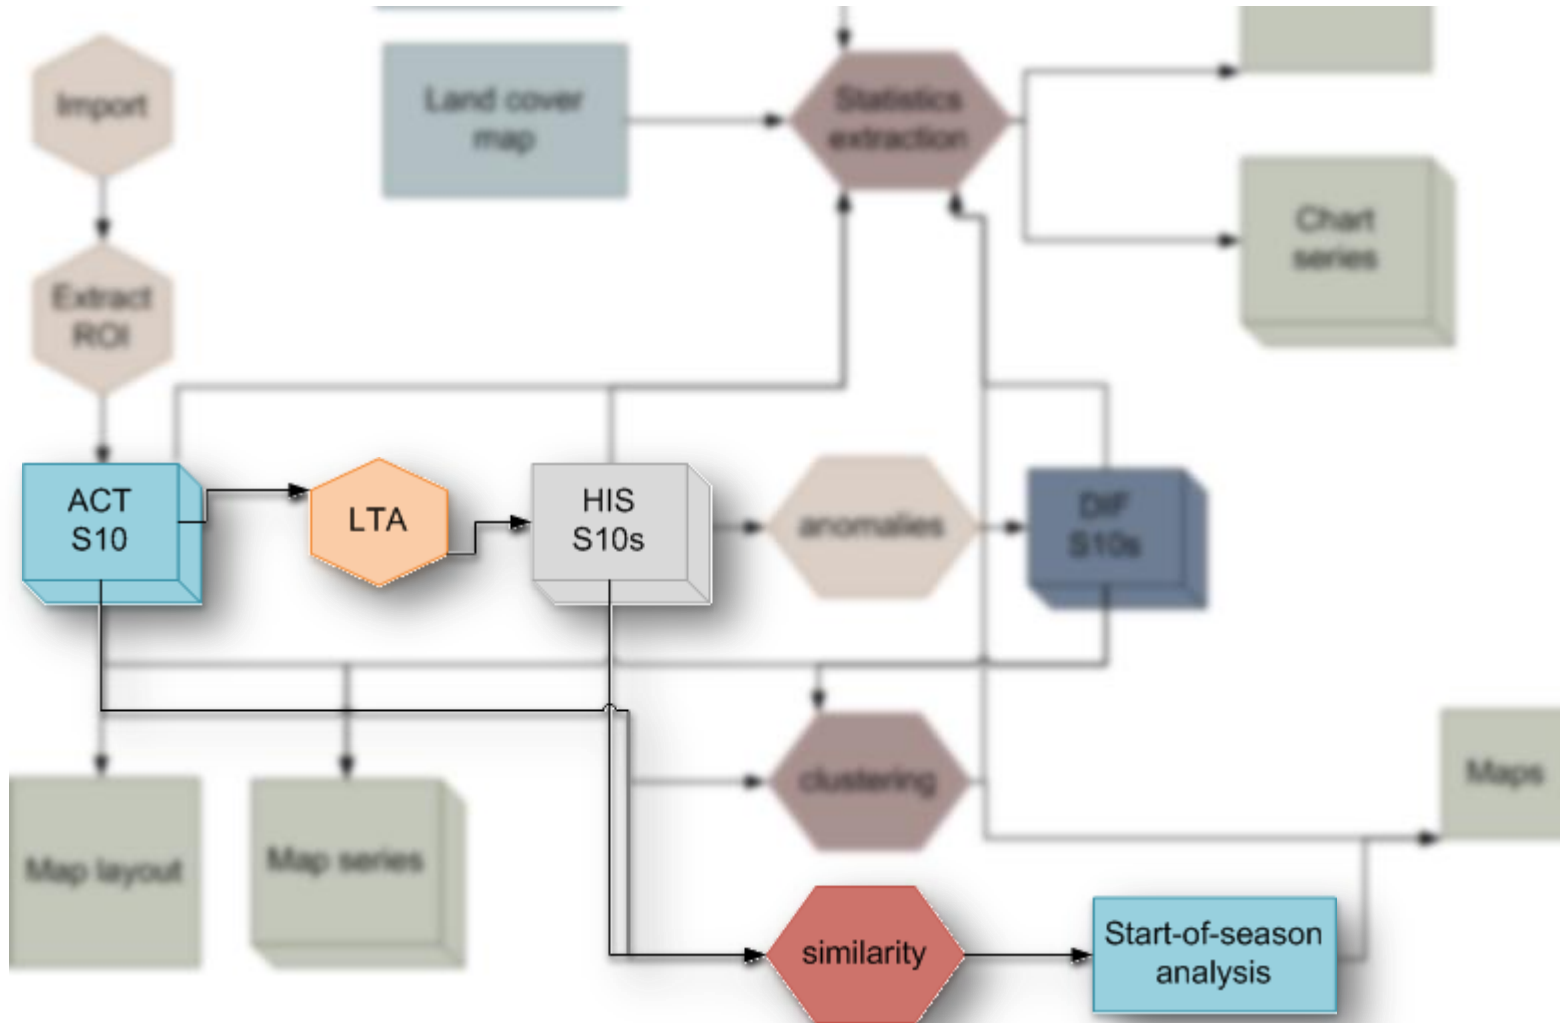 Import
Land cover
map
Statistics
extraction
Chart
series
Extract
ROI
ACT
S10
LTA
HIS
S10s
anomalies
DIF
S10s
clustering
Maps
Map layout
Map series
similarity
Start-of-season
analysis